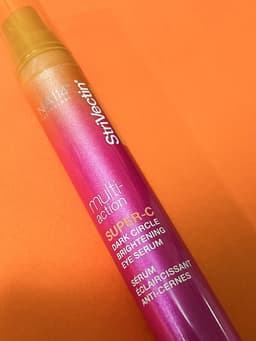 StriVectin®
multi-
action
SUPER-C
DARK CIRCLE
BRIGHTENING
EYE SERUM
SÉRUM
ÉCLAIRCISSANT
ANTI-CERNES